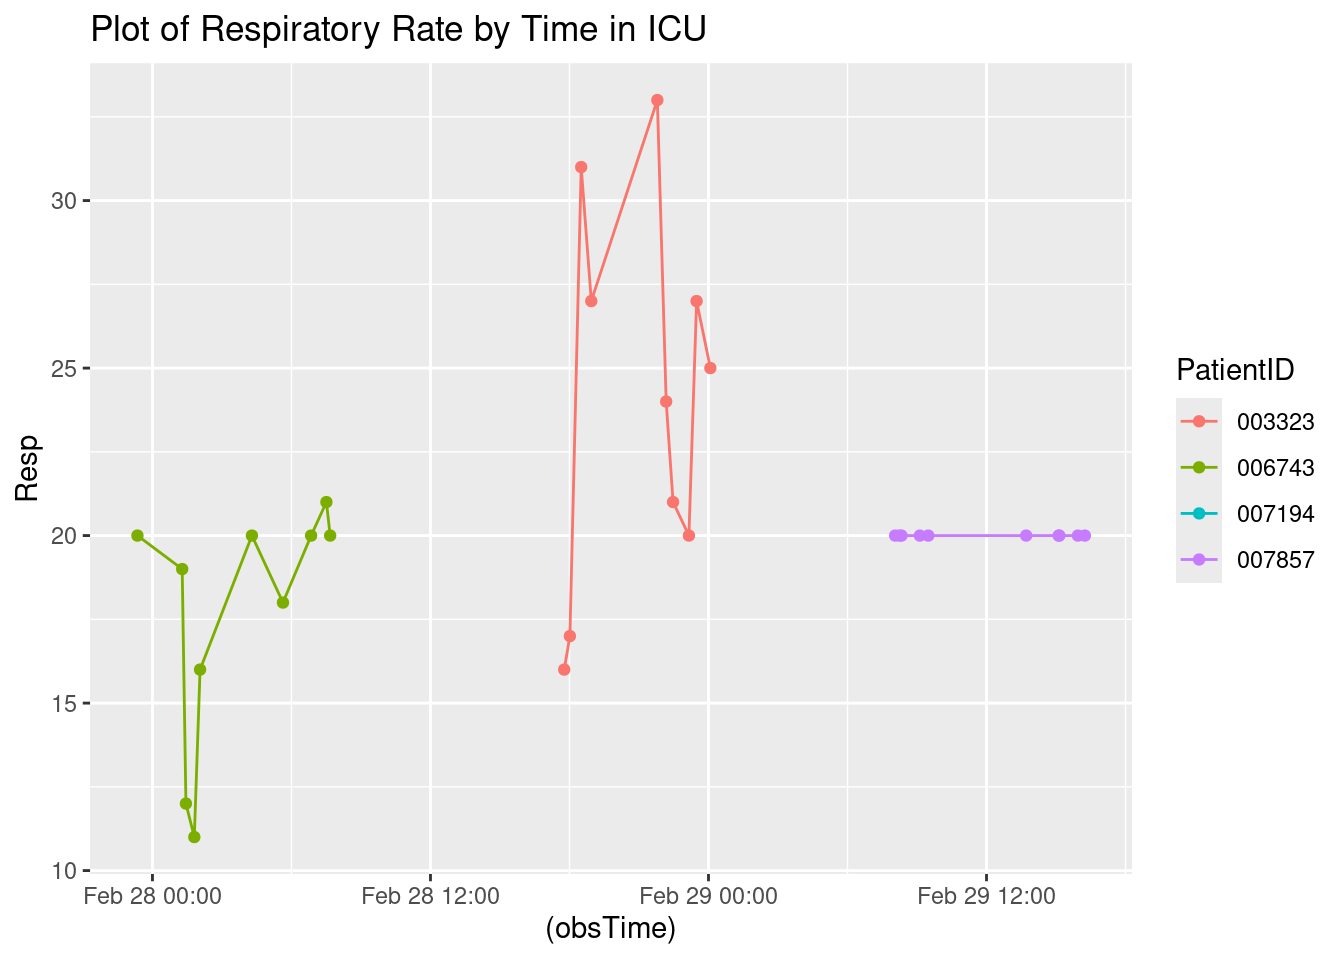 Plot of Respiratory Rate by Time in ICU
30
25
20
15
10
Resp
Feb 28 00:00
Feb 28 12:00
Feb 29 00:00
Feb 29 12:00
(obsTime)
PatientID
003323
006743
007194
007857